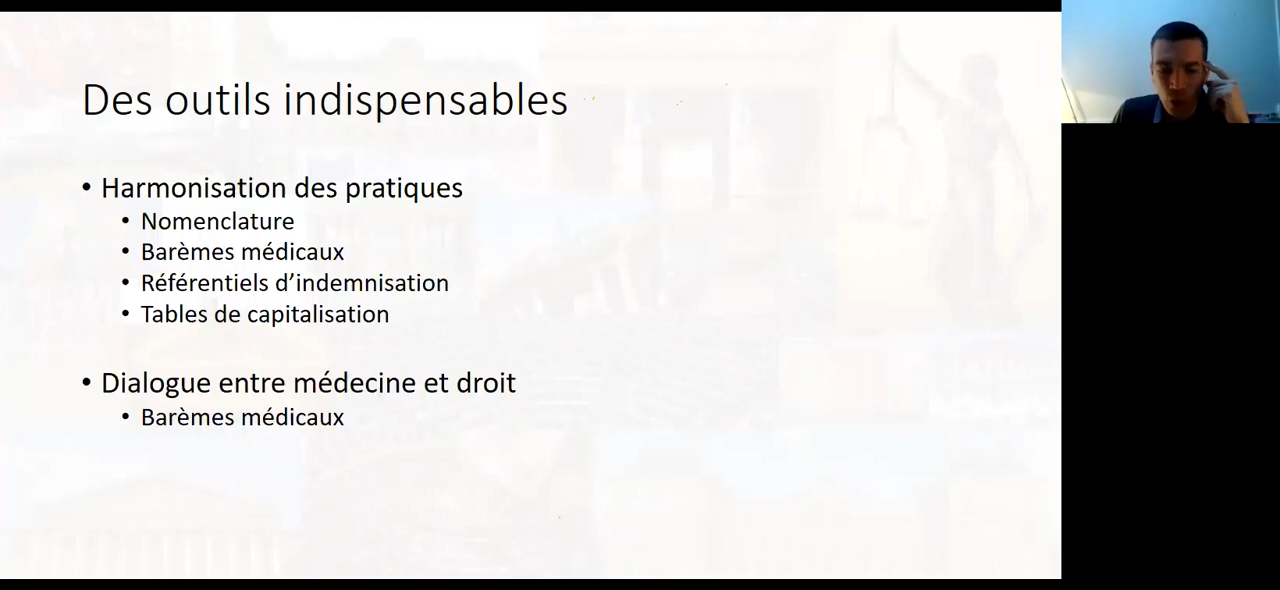 Des outils indispensables
• Harmonisation des pratiques
• Nomenclature
• Barèmes médicaux
• Référentiels d’indemnisation
• Tables de capitalisation
• Dialogue entre médecine et droit
• Barèmes médicaux